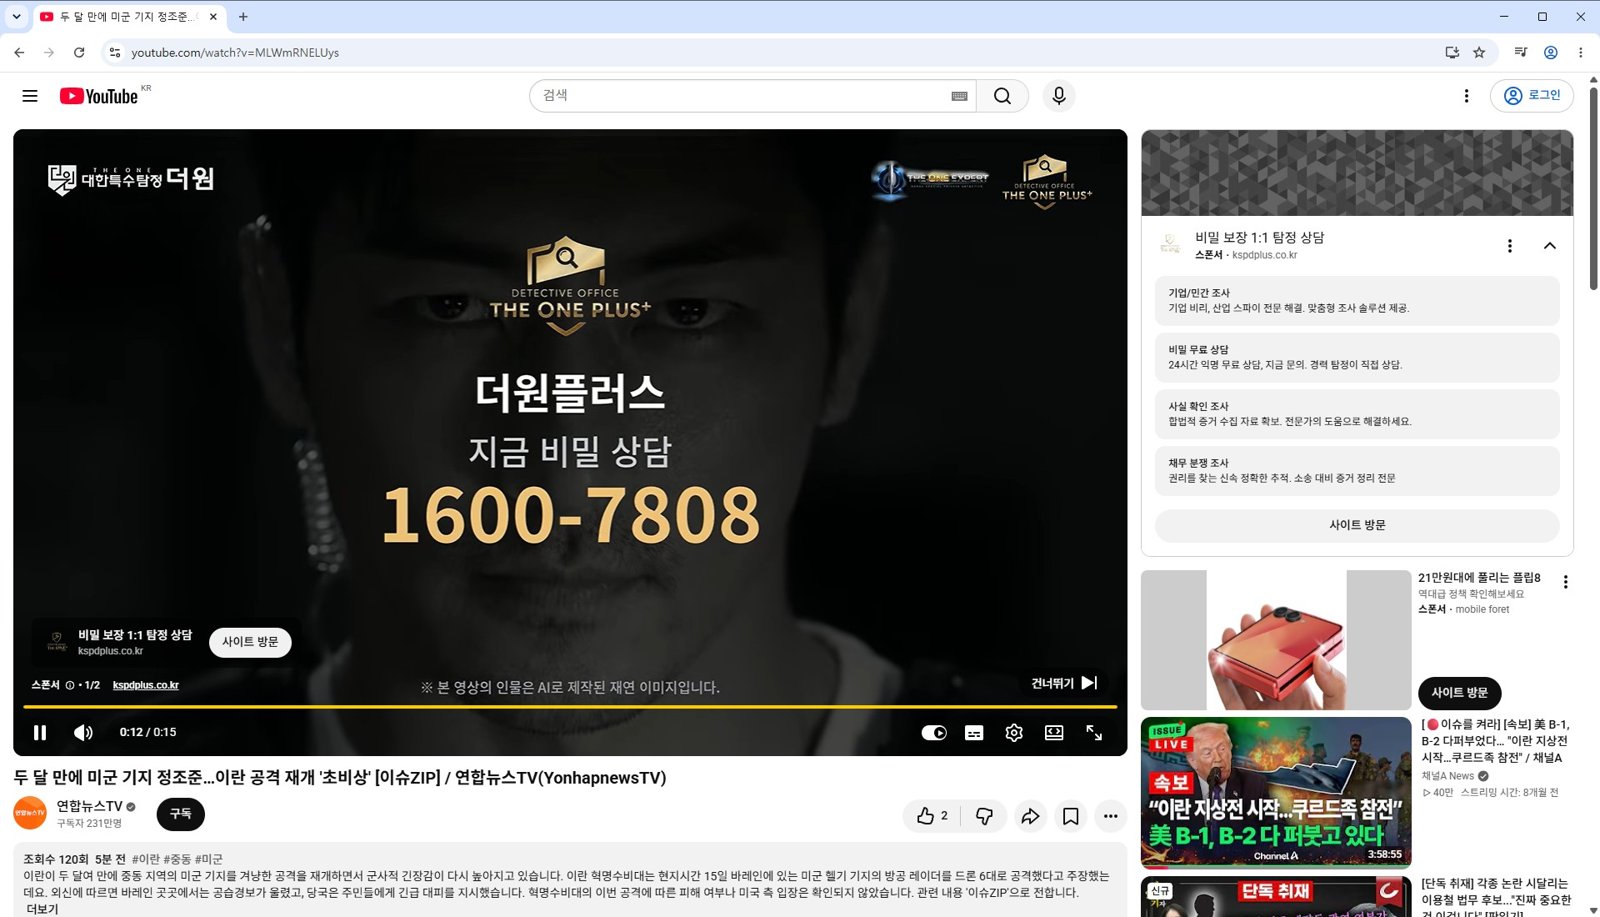 두 달 만에 미군 기지 정조준...
youtube.com/watch?v=MLWmRNELUys
YouTube KR
검색
로그인
THE ONE
대한특수탐정 더원
THE ONE EXPERT
DETECTIVE OFFICE
THE ONE PLUS+
DETECTIVE OFFICE
THE ONE PLUS+
더원플러스
지금 비밀 상담
1600-7808
비밀 보장 1:1 탐정 상담
kspdplus.co.kr
사이트 방문
스폰서 · 1/2 kspdplus.co.kr
※ 본 영상의 인물은 AI로 제작된 재연 이미지입니다.
건너뛰기
0:12 / 0:15
두 달 만에 미군 기지 정조준...이란 공격 재개 '초비상' [이슈ZIP] / 연합뉴스TV(YonhapnewsTV)
연합뉴스TV
연합뉴스TV
구독자 231만명
구독
2
조회수 120회 5분 전 #이란 #중동 #미군
이란이 두 달여 만에 중동 지역의 미군 기지를 겨냥한 공격을 재개하면서 군사적 긴장감이 다시 높아지고 있습니다. 이란 혁명수비대는 현지시간 15일 바레인에 있는 미군 헬기 기지의 방공 레이더를 드론 6대로 공격했다고 주장했는
데요. 외신에 따르면 바레인 곳곳에서는 공습경보가 울렸고, 당국은 주민들에게 긴급 대피를 지시했습니다. 혁명수비대의 이번 공격에 따른 피해 여부나 미국 측 입장은 확인되지 않았습니다. 관련 내용 '이슈ZIP'으로 전합니다.
더보기
비밀 보장 1:1 탐정 상담
스폰서 · kspdplus.co.kr
기업/민간 조사
기업 비리, 산업 스파이 전문 해결. 맞춤형 조사 솔루션 제공.
비밀 무료 상담
24시간 익명 무료 상담, 지금 문의. 경력 탐정이 직접 상담.
사실 확인 조사
합법적 증거 수집 자료 확보. 전문가의 도움으로 해결하세요.
채무 분쟁 조사
권리를 찾는 신속 정확한 추적. 소송 대비 증거 정리 전문
사이트 방문
21만원대에 풀리는 플립8
역대급 정책 확인해보세요
스폰서 · mobile foret
사이트 방문
ISSUE
LIVE
속보
“이란 지상전 시작...쿠르드족 참전”
美 B-1, B-2 다 퍼붓고 있다
Channel A
3:58:55
[🔴이슈를 켜라] [속보] 美 B-1,
B-2 다퍼부었다... "이란 지상전
시작...쿠르드족 참전" / 채널A
채널A News
40만 스트리밍 시간: 8개월 전
신규
단독 취재
[단독 취재] 각종 논란 시달리는
이용철 법무 후보..."진짜 중요한